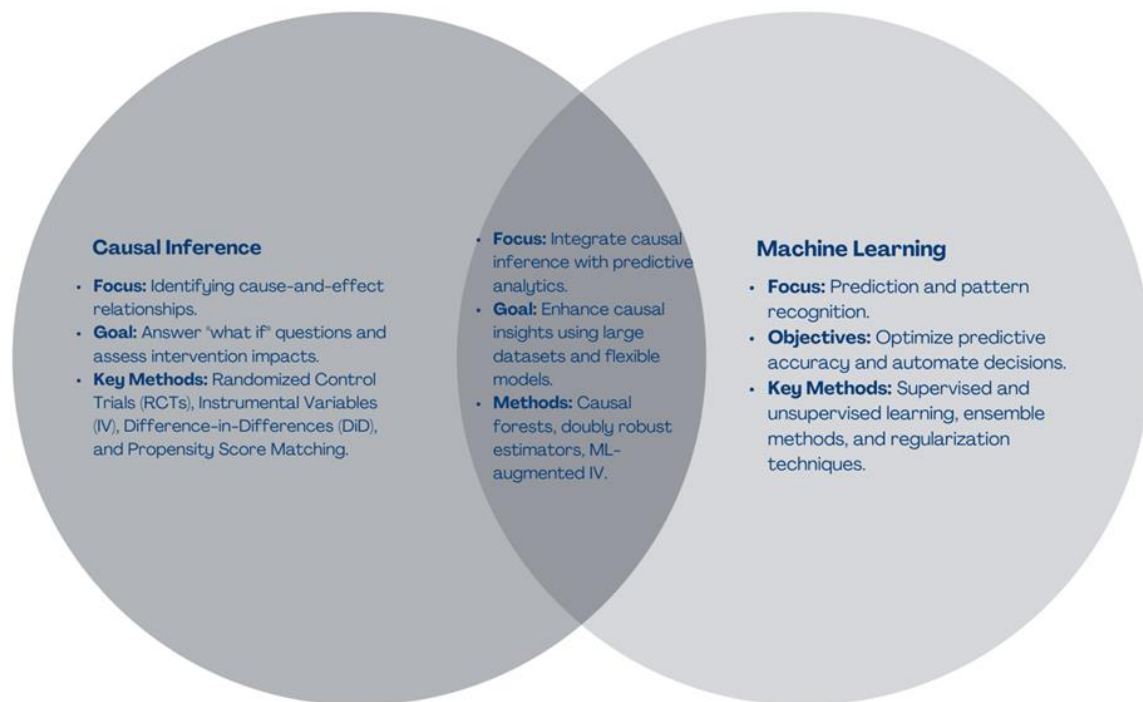 Causal Inference
• Focus: Identifying cause-and-effect
relationships.
• Goal: Answer "what if" questions and
assess intervention impacts.
• Key Methods: Randomized Control
Trials (RCTs), Instrumental Variables
(IV), Difference-in-Differences (DiD),
and Propensity Score Matching.
• Focus: Integrate causal
inference with predictive
analytics.
• Goal: Enhance causal
insights using large
datasets and flexible
models.
• Methods: Causal
forests, doubly robust
estimators, ML-
augmented IV.
Machine Learning
• Focus: Prediction and pattern
recognition.
• Objectives: Optimize predictive
accuracy and automate decisions.
• Key Methods: Supervised and
unsupervised learning, ensemble
methods, and regularization
techniques.